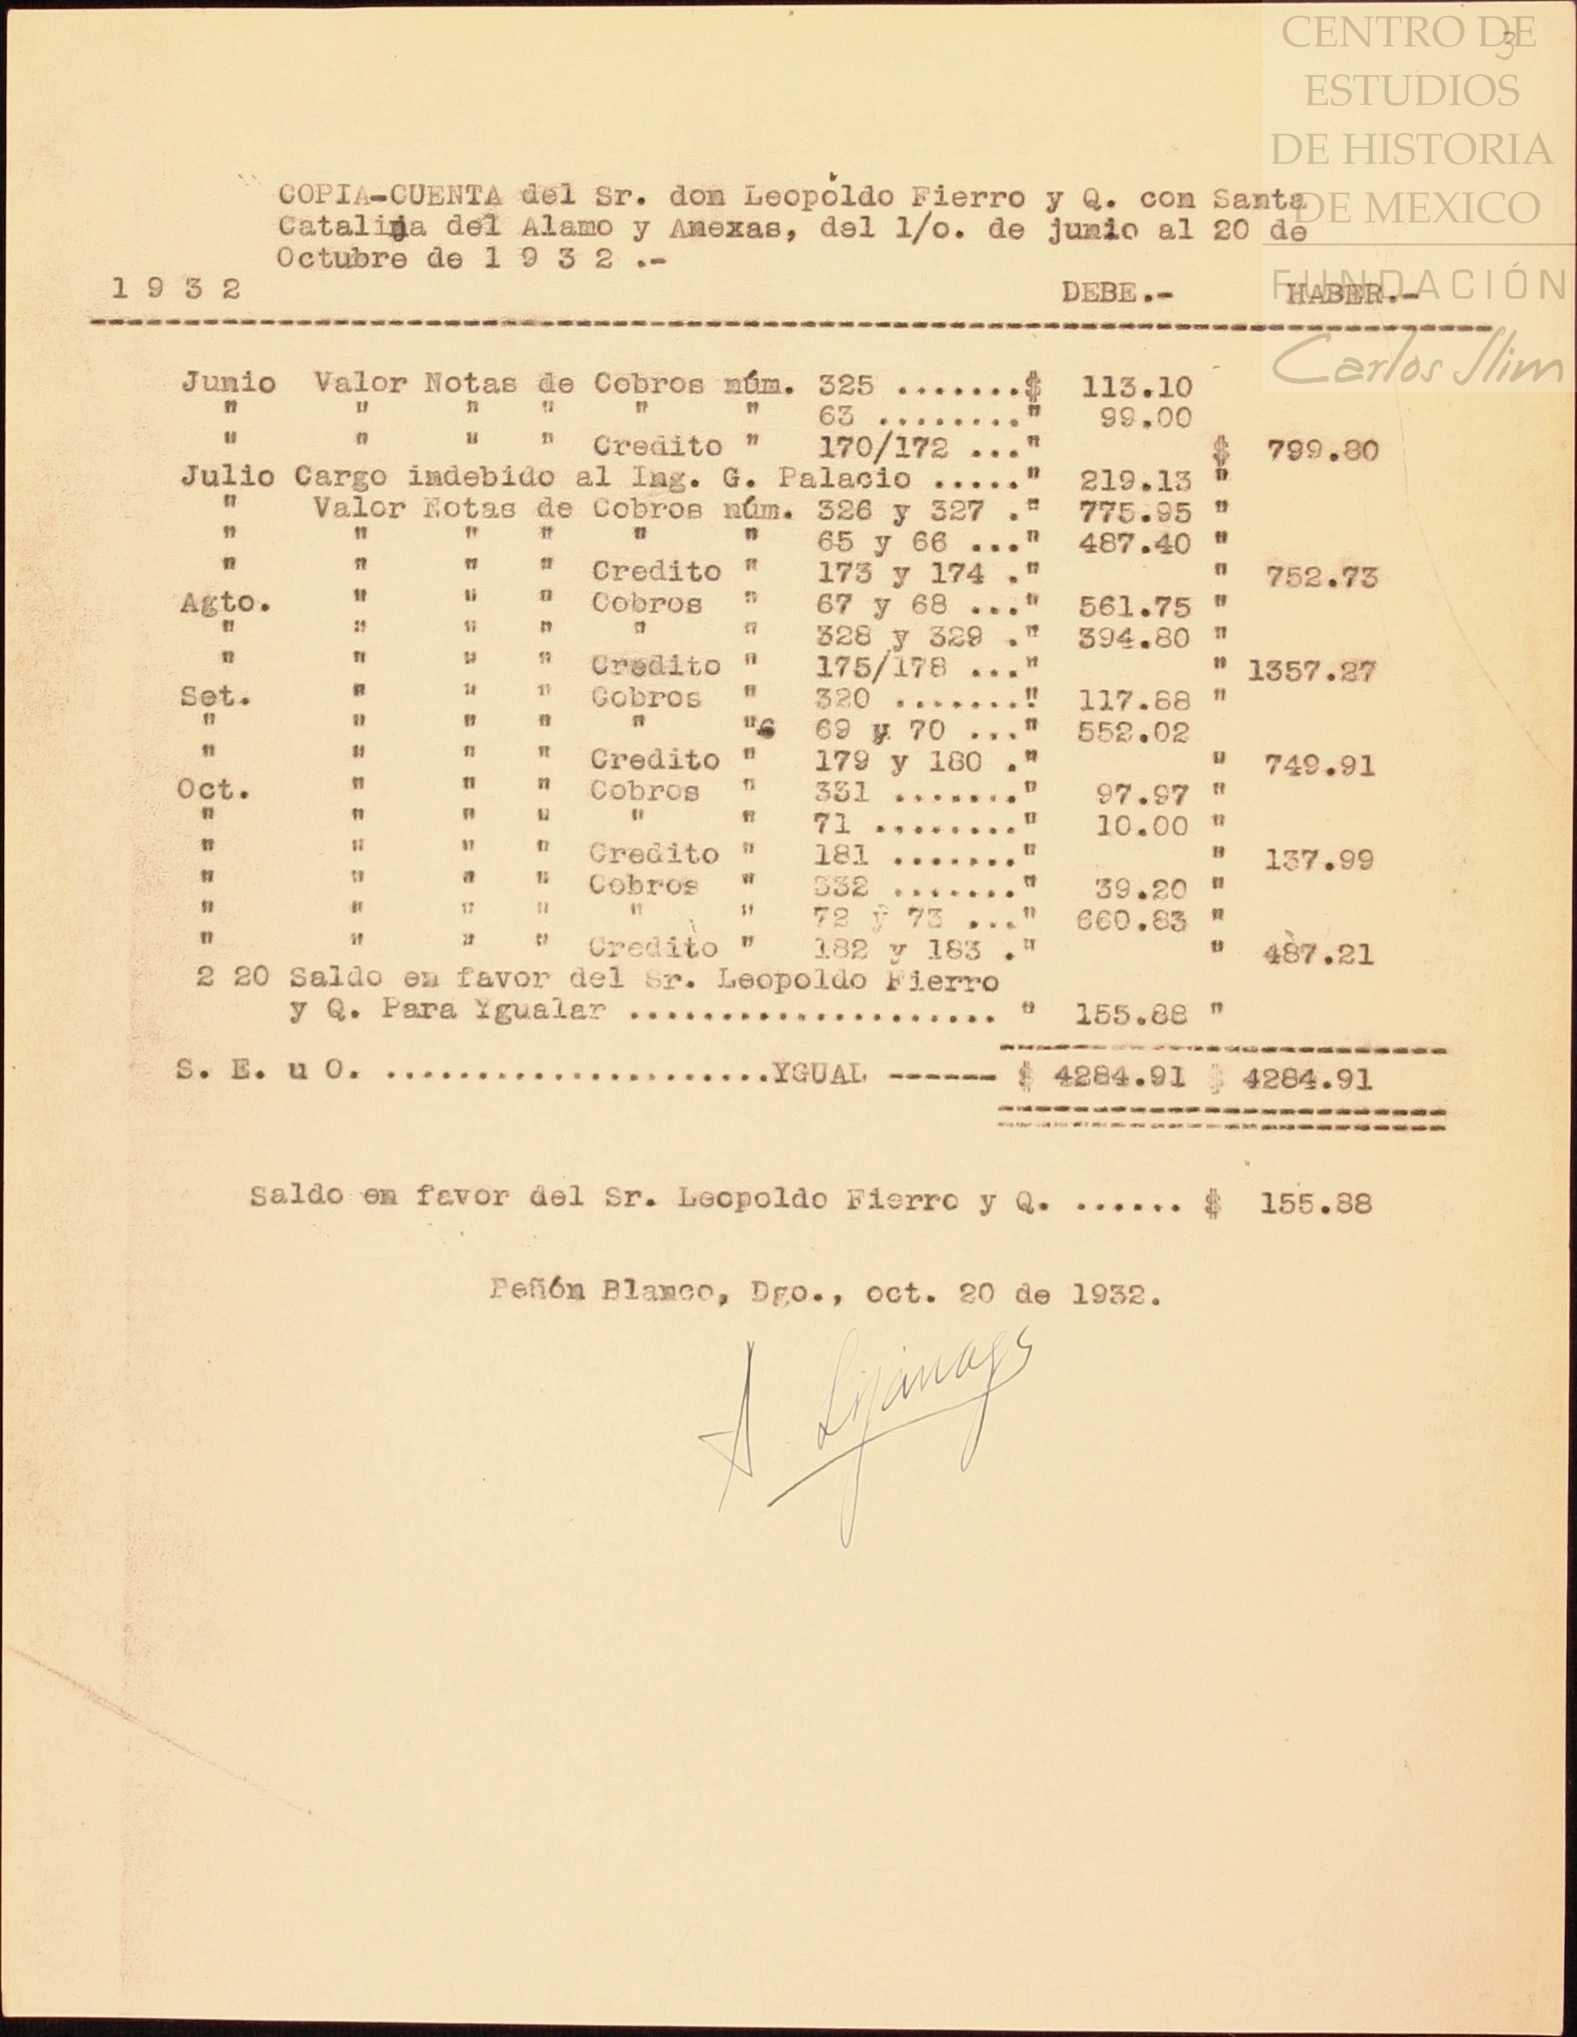 CENTRO DE
ESTUDIOS
DE HISTORIA
DE MEXICO
FUNDACIÓN
Carlos Slim
3
COPIA-CUENTA del Sr. don Leopóldo Fierro y Q. con Santa
Catalina del Alamo y Anexas, del 1/o. de junio al 20 de
Octubre de 1 9 3 2 .-
1 9 3 2 DEBE.- HABER.-
Junio Valor Notas de Cobros núm. 325 .......$ 113.10
" " " " " " 63 ........" 99.00
" " " " Credito " 170/172 ..." $ 799.80
Julio Cargo indebido al Ing. G. Palacio ....." 219.13 "
" Valor Notas de Cobros núm. 326 y 327 ." 775.95 "
" " " " " " 65 y 66 ..." 487.40 "
" " " " Credito " 173 y 174 ." " 752.73
Agto. " " " Cobros " 67 y 68 ..." 561.75 "
" " " " " " 328 y 329 ." 394.80 "
" " " " Credito " 175/178 ..." " 1357.27
Set. " " " Cobros " 320 .......!! 117.88 "
" " " " " "6 69 y 70 ..." 552.02
" " " " Credito " 179 y 180 ." " 749.91
Oct. " " " Cobros " 331 ......." 97.97 "
" " " " " " 71 ........" 10.00 "
" " " " Credito " 181 ......." " 137.99
" " " " Cobros " 332 ......." 39.20 "
" " " " " " 72 y 73 ..." 660.83 "
" " " " Credito " 182 y 183 ." " 487.21
2 20 Saldo en favor del Sr. Leopoldo Fierro
y Q. Para Ygualar .................... " 155.88 "
S. E. u O. .....................YGUAL ------ $ 4284.91 $ 4284.91
Saldo en favor del Sr. Leopoldo Fierro y Q. ...... $ 155.88
Peñón Blanco, Dgo., oct. 20 de 1932.